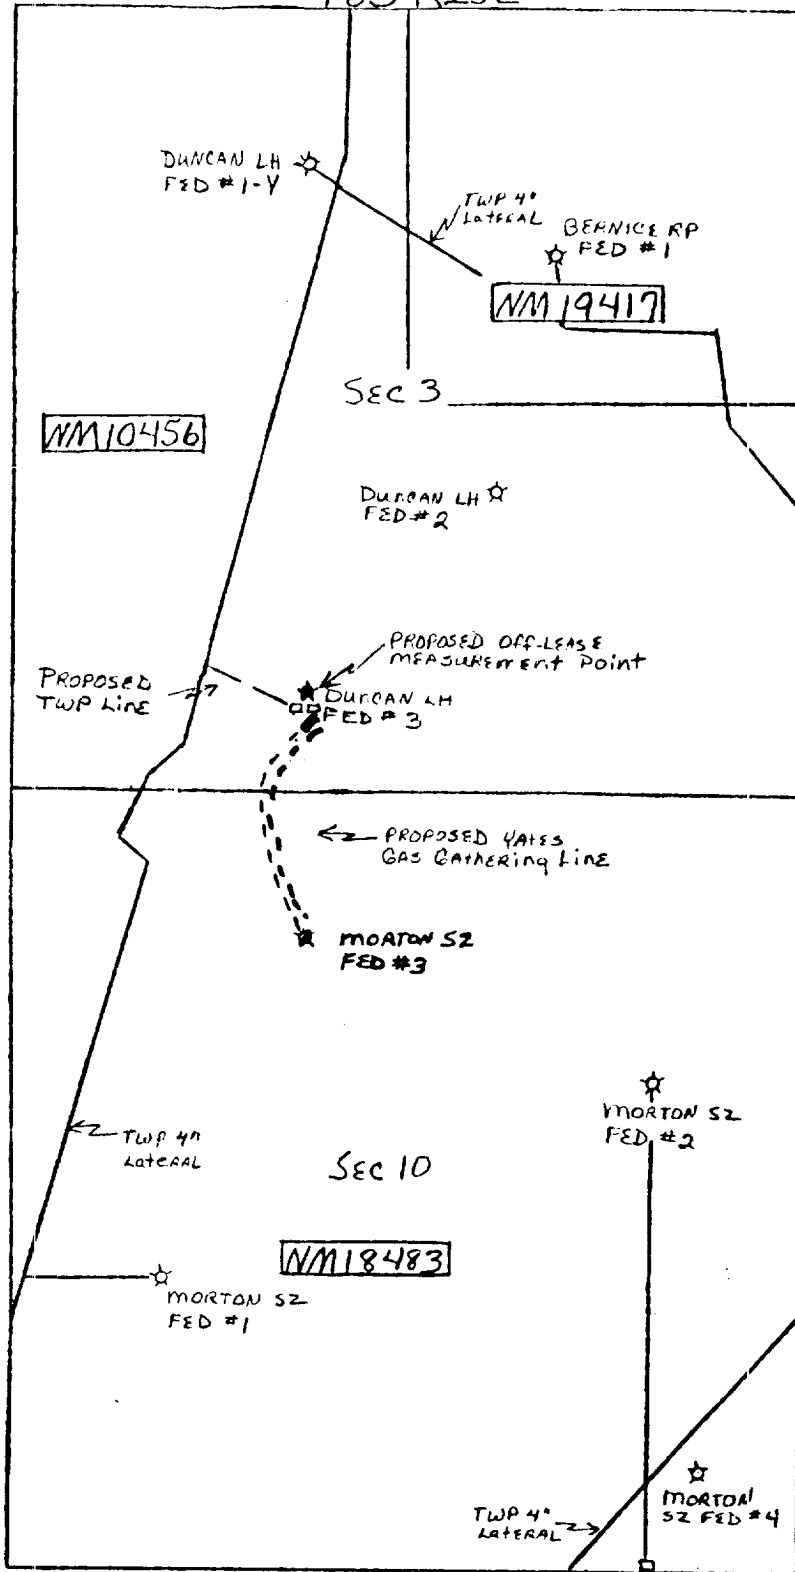 DUNCAN LH
FED #1-Y
TWP 4"
LATERAL
BERNICE RP
FED #1
NM 19417
SEC 3
NM10456
DUNCAN LH
FED #2
PROPOSED OFF-LEASE
MEASUREMENT POINT
PROPOSED
TWP LINE
DUNCAN LH
FED #3
PROPOSED YATES
GAS GATHERING LINE
MORTON SZ
FED #3
MORTON SZ
FED #2
TWP 4"
LATERAL
SEC 10
NM18483
MORTON SZ
FED #1
MORTON
SZ FED #4
TWP 4"
LATERAL